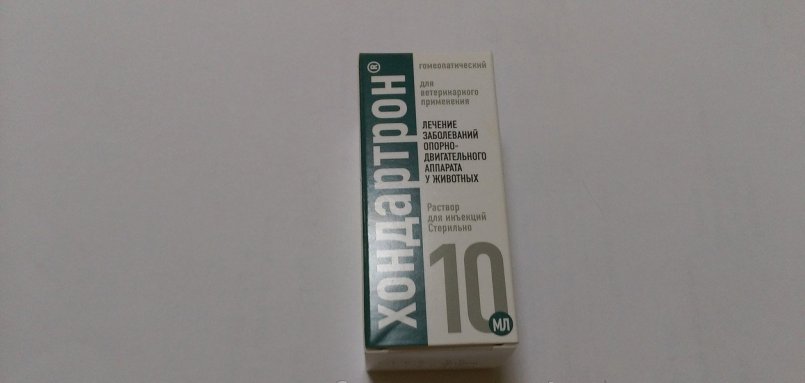 хондартрон®
гомеопатический
для
ветеринарного
применения
ЛЕЧЕНИЕ
ЗАБОЛЕВАНИЙ
ОПОРНО-
ДВИГАТЕЛЬНОГО
АППАРАТА
У ЖИВОТНЫХ
Раствор
для инъекций
Стерильно
10
МЛ